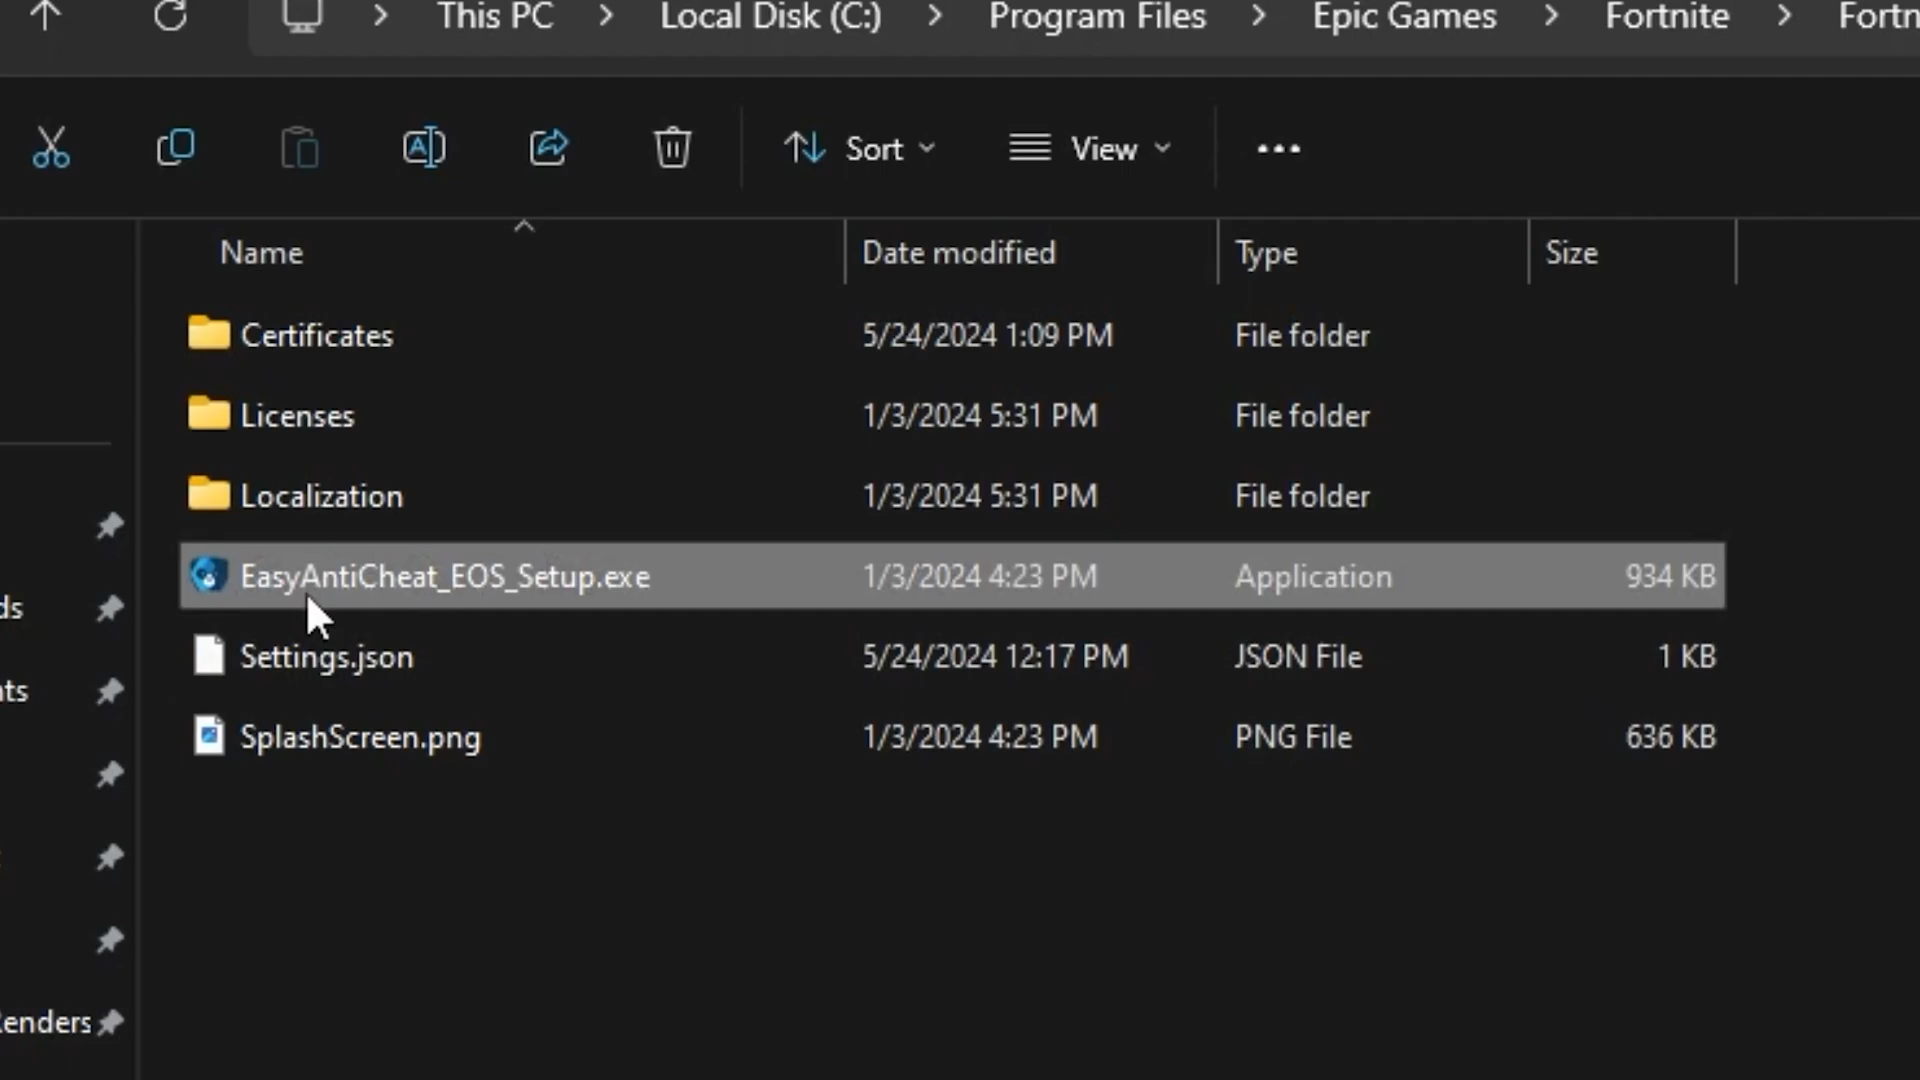 This PC > Local Disk (C:) > Program Files > Epic Games > Fortnite > Fortn
Sort View
Name Date modified Type Size
Certificates 5/24/2024 1:09 PM File folder
Licenses 1/3/2024 5:31 PM File folder
Localization 1/3/2024 5:31 PM File folder
EasyAntiCheat_EOS_Setup.exe 1/3/2024 4:23 PM Application 934 KB
ds
Settings.json 5/24/2024 12:17 PM JSON File 1 KB
nts
SplashScreen.png 1/3/2024 4:23 PM PNG File 636 KB
Renders